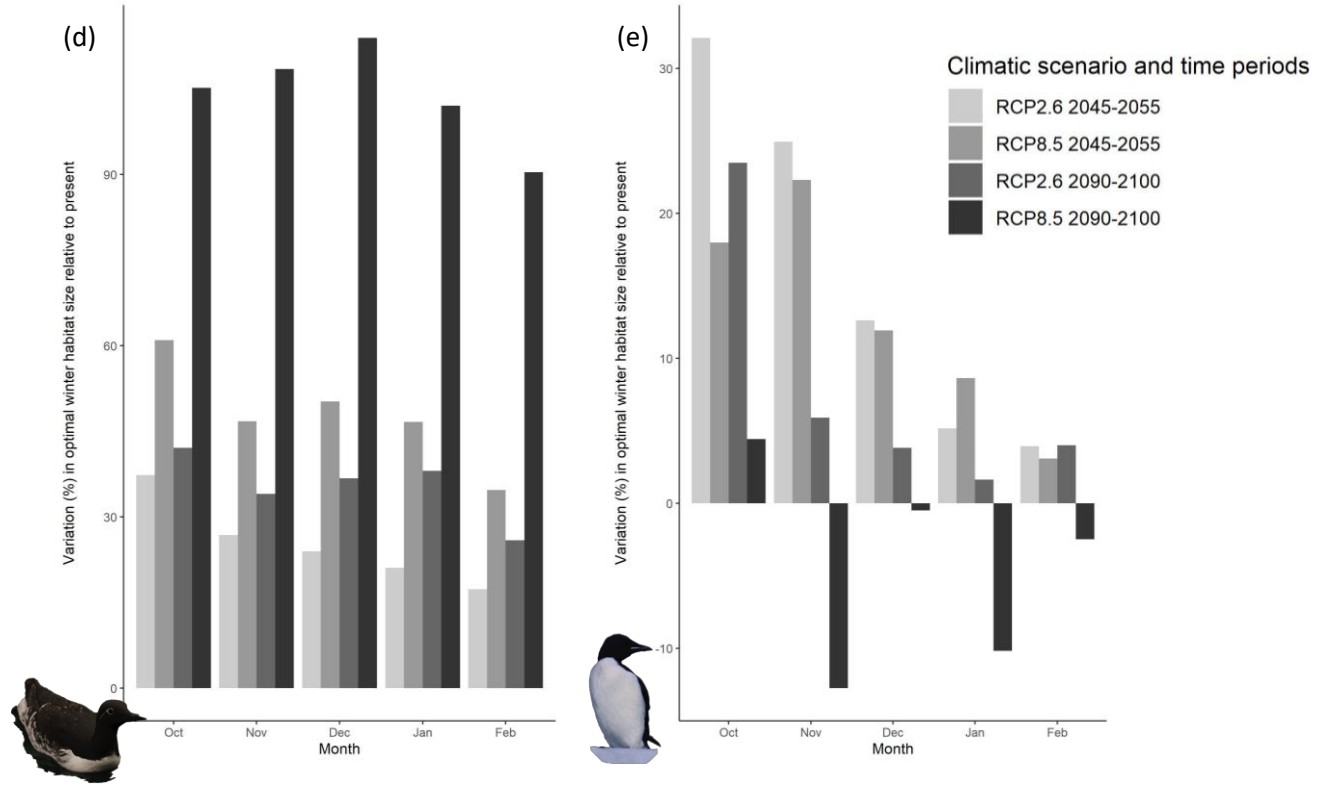 (d)
Variation (%) in optimal winter habitat size relative to present
90
60
30
0
Oct Nov Dec Jan Feb
Month
(e)
Variation (%) in optimal winter habitat size relative to present
30
20
10
0
-10
Oct Nov Dec Jan Feb
Month
Climatic scenario and time periods
RCP2.6 2045-2055
RCP8.5 2045-2055
RCP2.6 2090-2100
RCP8.5 2090-2100